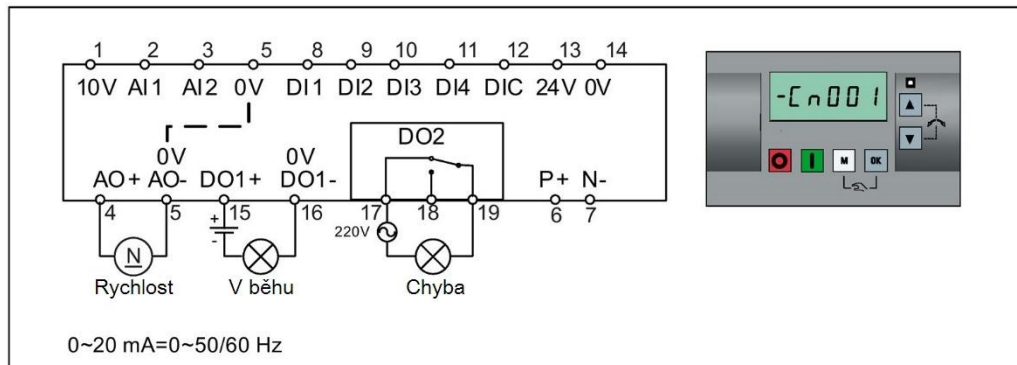 1 2 3 5 8 9 10 11 12 13 14
10V AI1 AI2 0V DI1 DI2 DI3 DI4 DIC 24V 0V
-Cn001
DO2
0V 0V
AO+ AO- DO1+ DO1- P+ N-
M OK
4 5 15 16 17 18 19 6 7
+
-
220V
N
Rychlost V běhu Chyba
0~20 mA=0~50/60 Hz